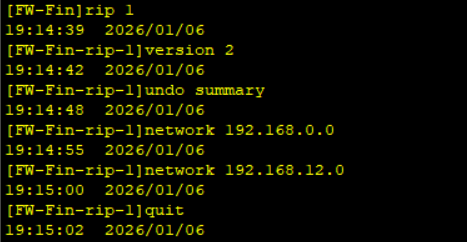 [FW-Fin]rip 1
19:14:39  2026/01/06
[FW-Fin-rip-1]version 2
19:14:42  2026/01/06
[FW-Fin-rip-1]undo summary
19:14:48  2026/01/06
[FW-Fin-rip-1]network 192.168.0.0
19:14:55  2026/01/06
[FW-Fin-rip-1]network 192.168.12.0
19:15:00  2026/01/06
[FW-Fin-rip-1]quit
19:15:02  2026/01/06